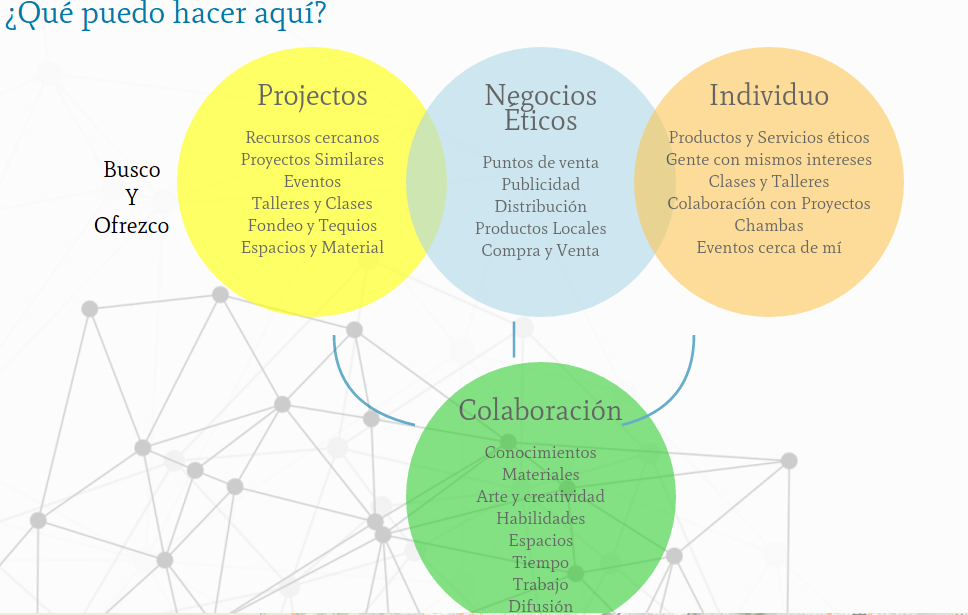 ¿Qué puedo hacer aquí?
Busco
Y
Ofrezco
Projectos
Recursos cercanos
Proyectos Similares
Eventos
Talleres y Clases
Fondeo y Tequios
Espacios y Material
Negocios
Éticos
Puntos de venta
Publicidad
Distribución
Productos Locales
Compra y Venta
Individuo
Productos y Servicios éticos
Gente con mismos intereses
Clases y Talleres
Colaboracíón con Proyectos
Chambas
Eventos cerca de mí
Colaboración
Conocimientos
Materiales
Arte y creatividad
Habilidades
Espacios
Tiempo
Trabajo
Difusión